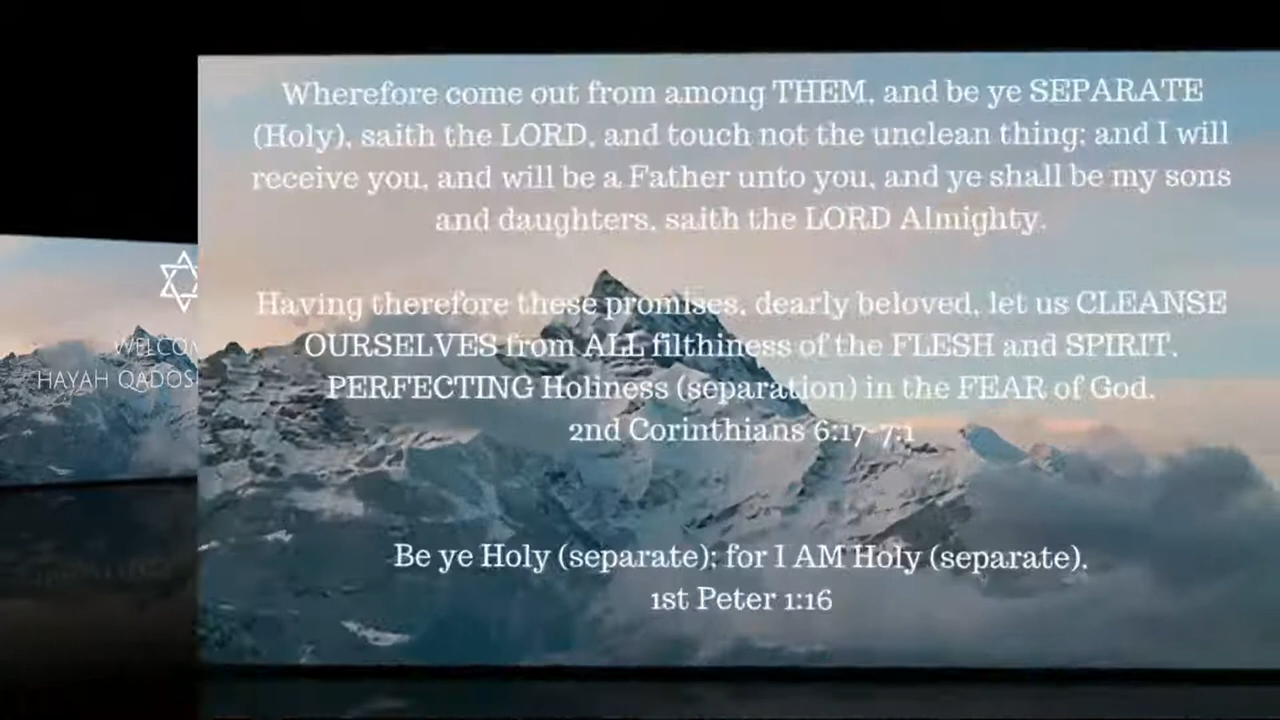 Wherefore come out from among THEM, and be ye SEPARATE
(Holy), saith the LORD, and touch not the unclean thing; and I will
receive you, and will be a Father unto you, and ye shall be my sons
and daughters, saith the LORD Almighty.
Having therefore these promises, dearly beloved, let us CLEANSE
OURSELVES from ALL filthiness of the FLESH and SPIRIT,
PERFECTING Holiness (separation) in the FEAR of God.
2nd Corinthians 6:17-7:1
Be ye Holy (separate); for I AM Holy (separate).
1st Peter 1:16
WELCOM
HAYAH QADOS